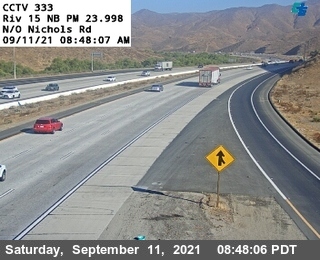 CCTV 333
Riv 15 NB PM 23.998
N/O Nichols Rd
09/11/21 08:48:07 AM
Saturday, September 11, 2021 08:48:06 PDT